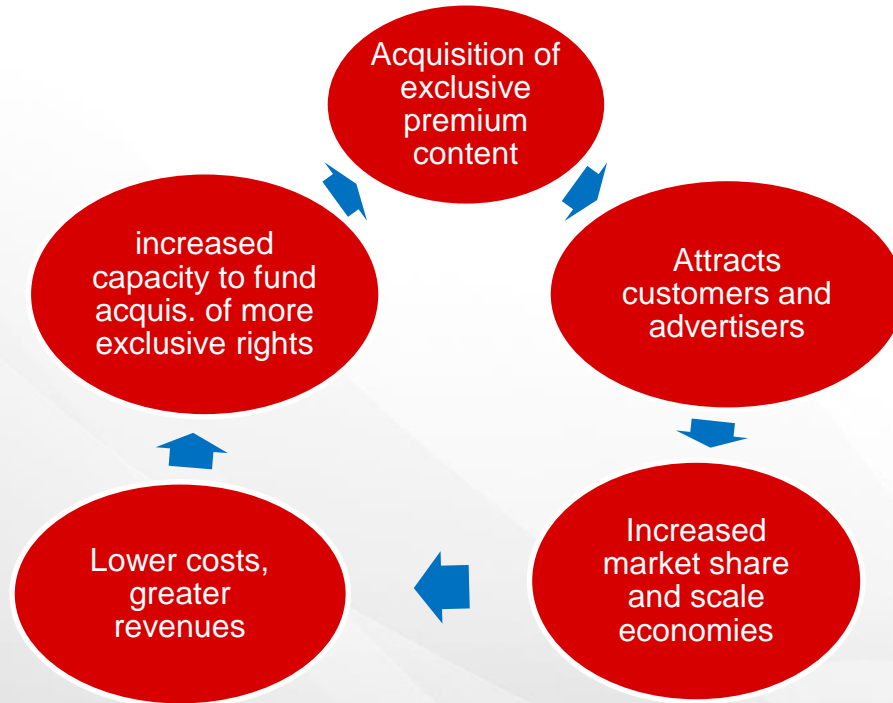 Acquisition of
exclusive
premium
content
Attracts
customers and
advertisers
Increased
market share
and scale
economies
Lower costs,
greater
revenues
increased
capacity to fund
acquis. of more
exclusive rights